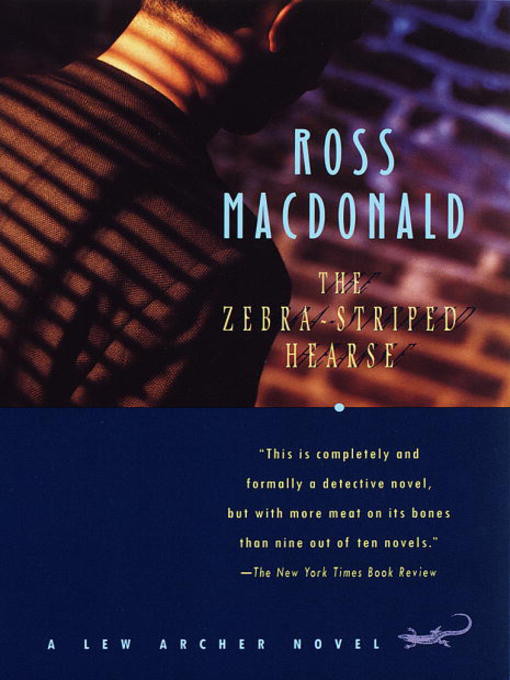 ROSS
MACDONALD
THE
ZEBRA-STRIPED
HEARSE
"This is completely and
formally a detective novel,
but with more meat on its bones
than nine out of ten novels."
—The New York Times Book Review
A LEW ARCHER NOVEL